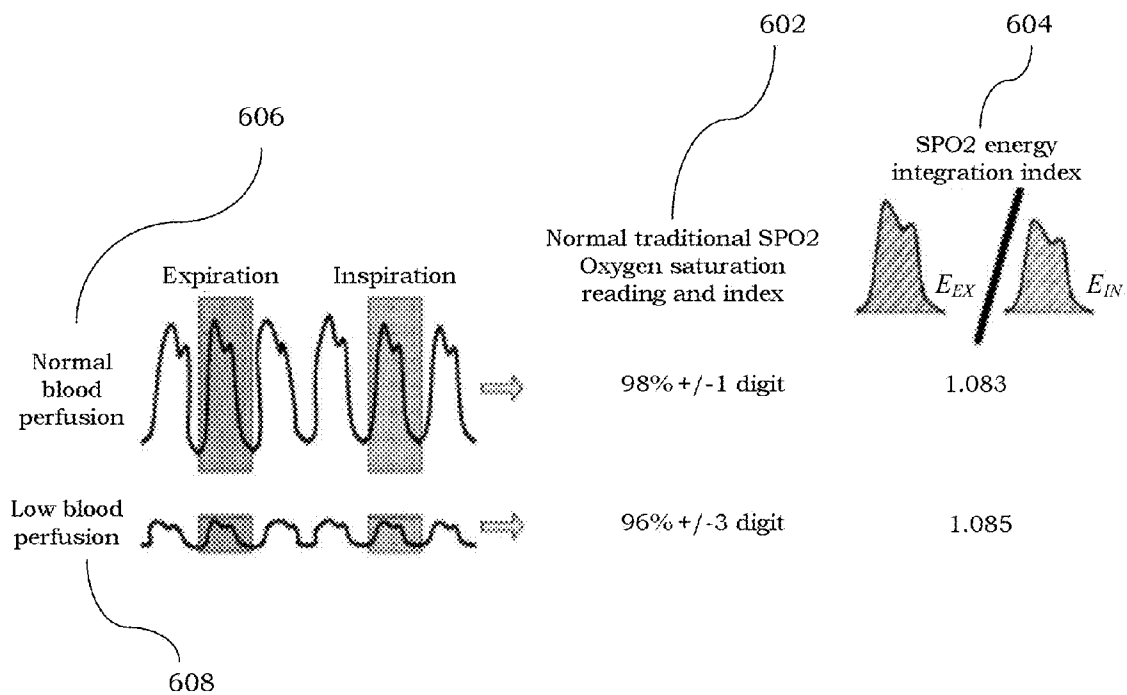 602
604
606
SPO2 energy
integration index
Normal traditional SPO2
Oxygen saturation
reading and index
E_EX
E_IN
Expiration
Inspiration
Normal
blood
perfusion
98% +/-1 digit
1.083
Low blood
perfusion
96% +/-3 digit
1.085
608